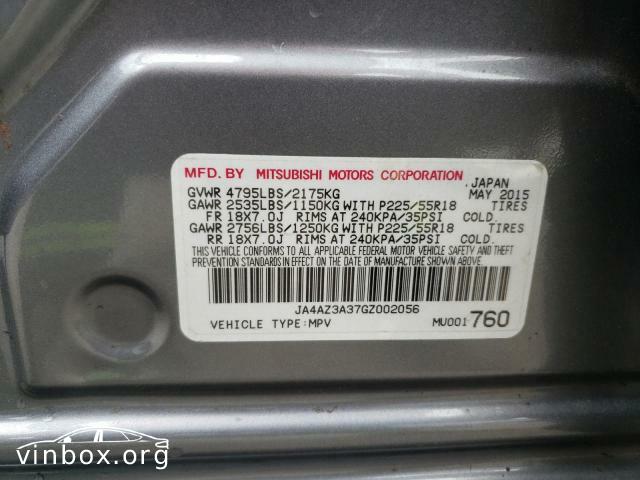 MFD. BY MITSUBISHI MOTORS CORPORATION
, JAPAN
GVWR 4795LBS/2175KG MAY 2015
GAWR 2535LBS/1150KG WITH P225/55R18 TIRES
FR 18X7.0J RIMS AT 240KPA/35PSI COLD.
GAWR 2756LBS/1250KG WITH P225/55R18 TIRES
RR 18X7.0J RIMS AT 240KPA/35PSI COLD.
THIS VEHICLE CONFORMS TO ALL APPLICABLE FEDERAL MOTOR VEHICLE SAFETY AND THEFT
PREVENTION STANDARDS IN EFFECT ON THE DATE OF MANUFACTURE SHOWN ABOVE.
JA4AZ3A37GZ002056
VEHICLE TYPE:MPV MU001760
vinbox.org